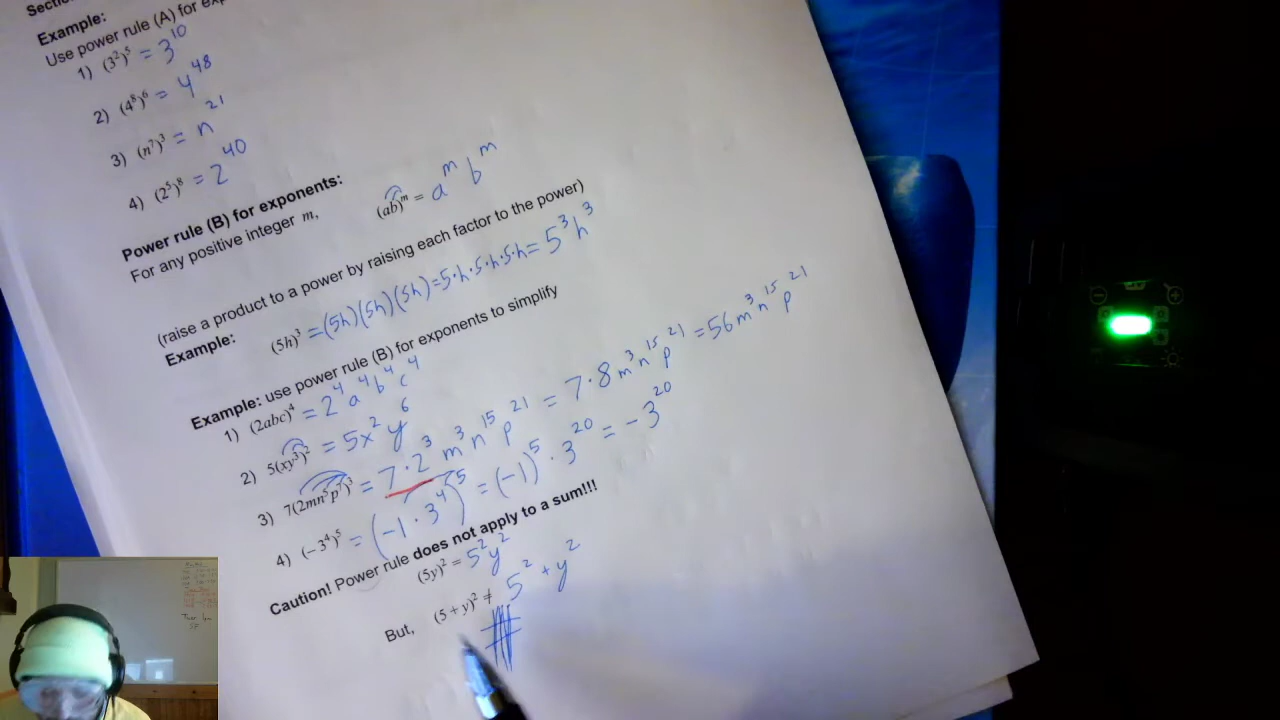 Example:
Use power rule (A) for
1) (3²)⁵ = 3¹⁰
2) (4⁸)⁶ = 4⁴⁸
3) (n⁷)³ = n²¹
4) (2⁵)⁸ = 2⁴⁰
Power rule (B) for exponents:
For any positive integer m, (ab)ᵐ = aᵐ bᵐ
(raise a product to a power by raising each factor to the power)
Example: (5h)³ = (5h)(5h)(5h) = 5·h·5·h·5·h = 5³h³
Example: use power rule (B) for exponents to simplify
1) (2abc)⁴ = 2⁴a⁴b⁴c⁴
2) 5(xy³)² = 5x²y⁶
3) 7(2mn⁵p⁷)³ = 7·2³m³n¹⁵p²¹ = 7·8m³n¹⁵p²¹ = 56m³n¹⁵p²¹
4) (−3⁴)⁵ = (−1·3⁴)⁵ = (−1)⁵·3²⁰ = −3²⁰
Caution! Power rule does not apply to a sum!!!
(5y)² = 5²y²
But, (5 + y)² ≠ 5² + y²